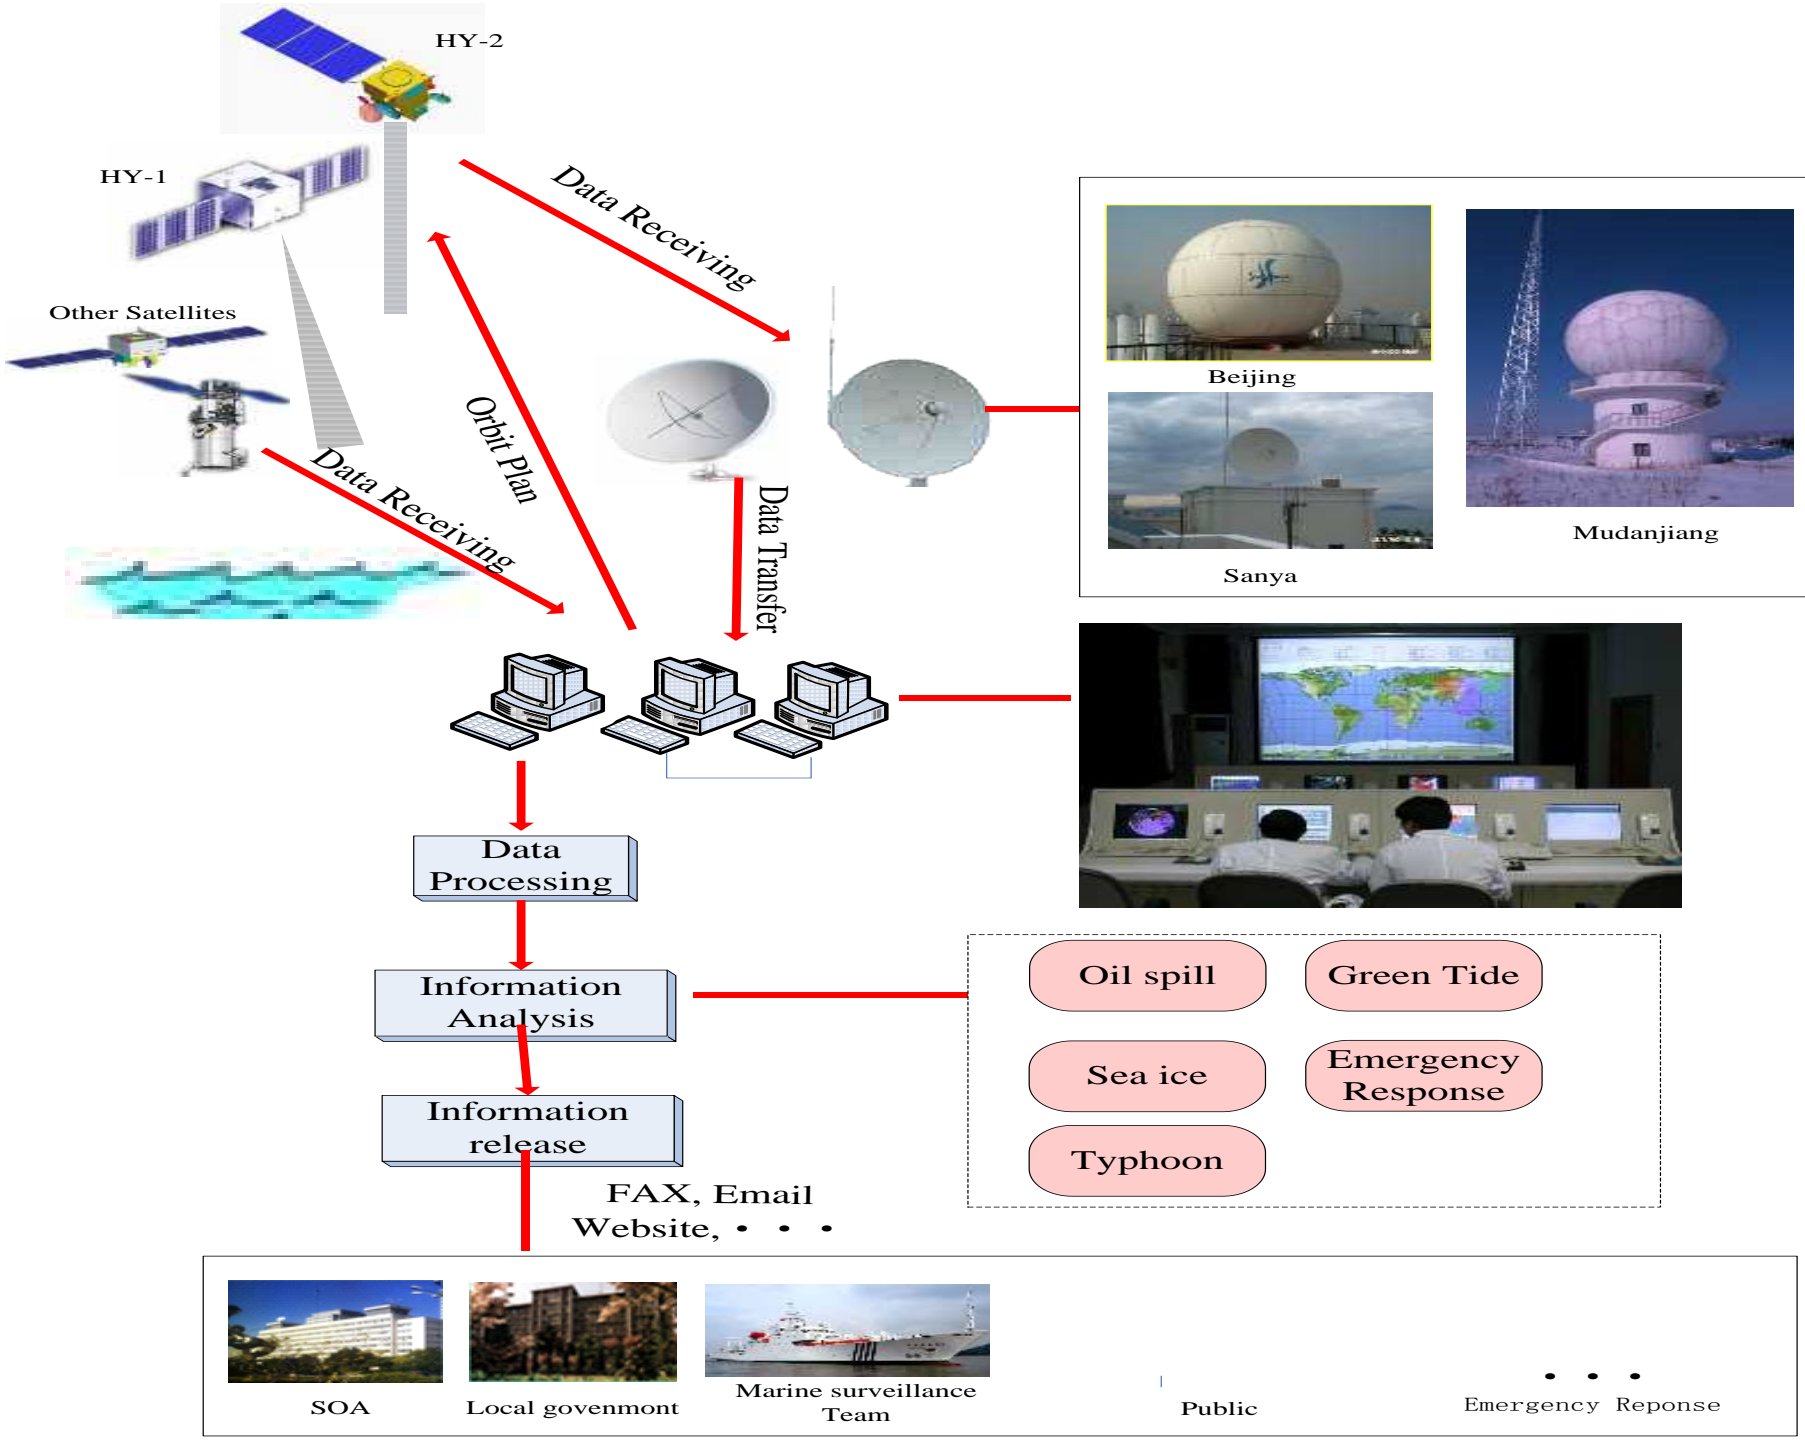 HY-2
HY-1
Data Receiving
Other Satellites
Beijing
Orbit Plan
Data Receiving
Data Transfer
Mudanjiang
Sanya
Data
Processing
Information
Analysis
Oil spill
Green Tide
Sea ice
Emergency
Response
Typhoon
Information
release
FAX, Email
Website, • • •
SOA
Local govenmont
Marine surveillance
Team
Public
• • •
Emergency Reponse